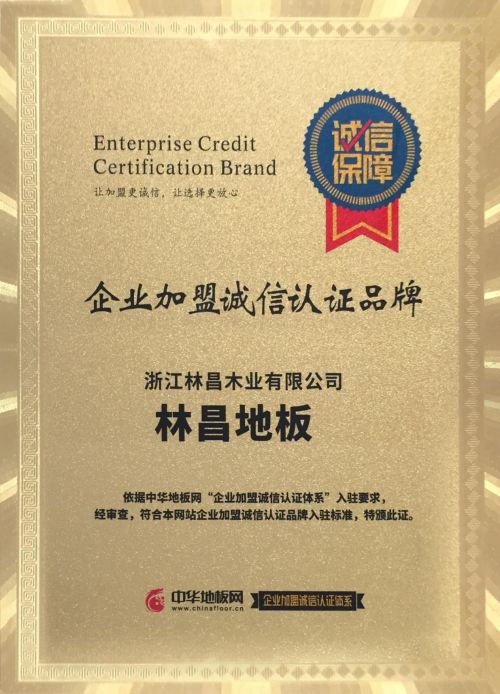 Enterprise Credit
Certification Brand
让加盟更诚信，让选择更放心
诚信
保障
企业加盟诚信认证品牌
浙江林昌木业有限公司
林昌地板
依据中华地板网“企业加盟诚信认证体系”入驻要求，
经审查，符合本网站企业加盟诚信认证品牌入驻标准，特颁此证。
中华地板网
www.chinafloor.cn
企业加盟诚信认证体系